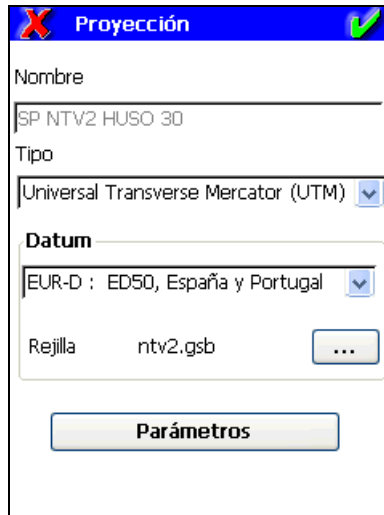 Proyección
Nombre
SP NTV2 HUSO 30
Tipo
Universal Transverse Mercator (UTM)
Datum
EUR-D : ED50, España y Portugal
Rejilla ntv2.gsb ...
Parámetros